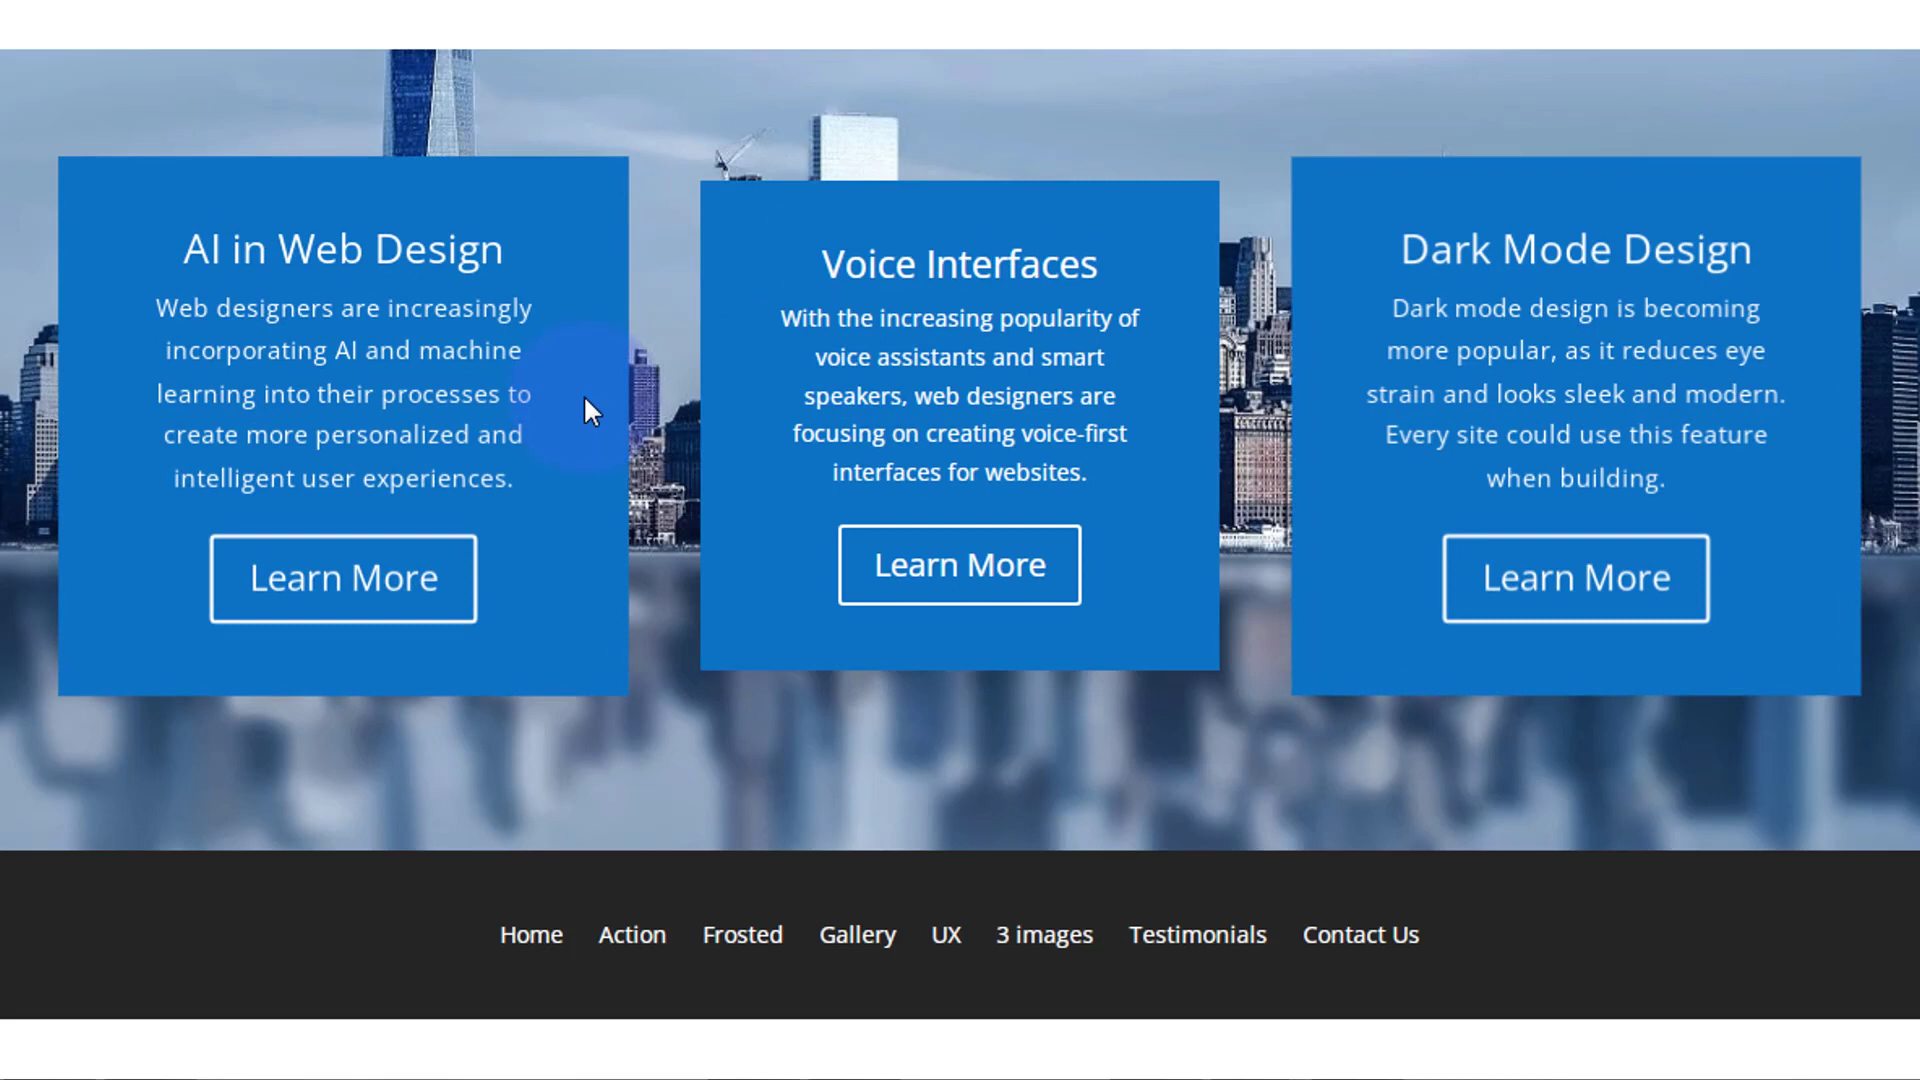 AI in Web Design
Web designers are increasingly
incorporating AI and machine
learning into their processes to
create more personalized and
intelligent user experiences.
Learn More
Voice Interfaces
With the increasing popularity of
voice assistants and smart
speakers, web designers are
focusing on creating voice-first
interfaces for websites.
Learn More
Dark Mode Design
Dark mode design is becoming
more popular, as it reduces eye
strain and looks sleek and modern.
Every site could use this feature
when building.
Learn More
Home Action Frosted Gallery UX 3 images Testimonials Contact Us